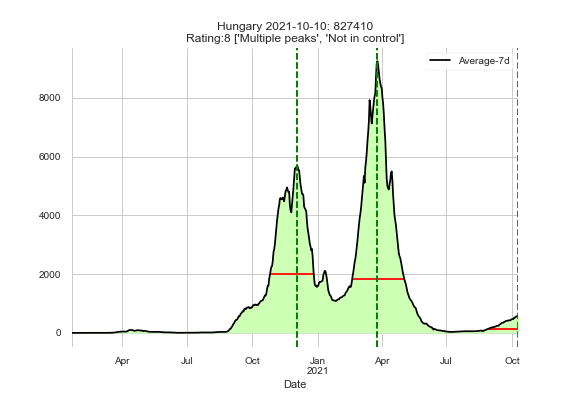 Hungary 2021-10-10: 827410
Rating:8 ['Multiple peaks', 'Not in control']
Average-7d
8000
6000
4000
2000
0
Apr
Jul
Oct
Jan
2021
Apr
Jul
Oct
Date